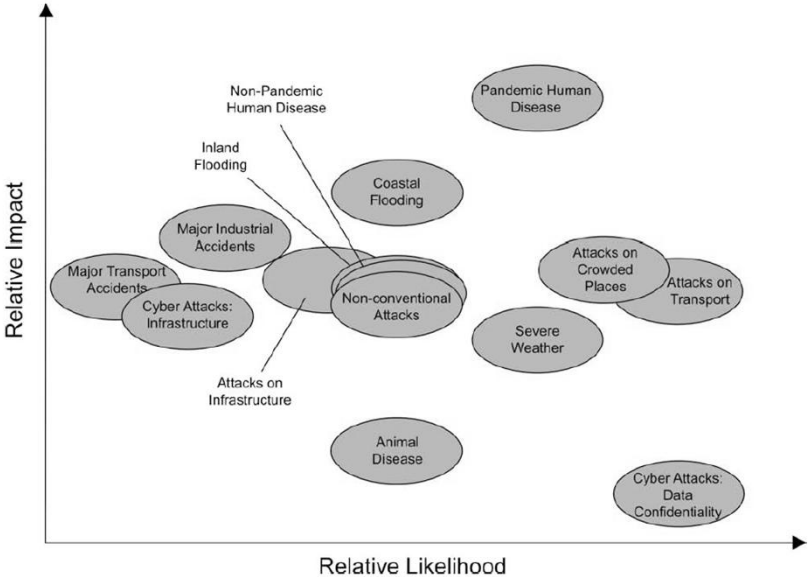 Pandemic Human
Disease
Non-Pandemic
Human Disease
Inland
Flooding
Coastal
Flooding
Major Industrial
Accidents
Attacks on
Crowded
Places
Attacks on
Transport
Major Transport
Accidents
Cyber Attacks:
Infrastructure
Non-conventional
Attacks
Severe
Weather
Attacks on
Infrastructure
Animal
Disease
Cyber Attacks:
Data
Confidentiality
Relative Impact
Relative Likelihood